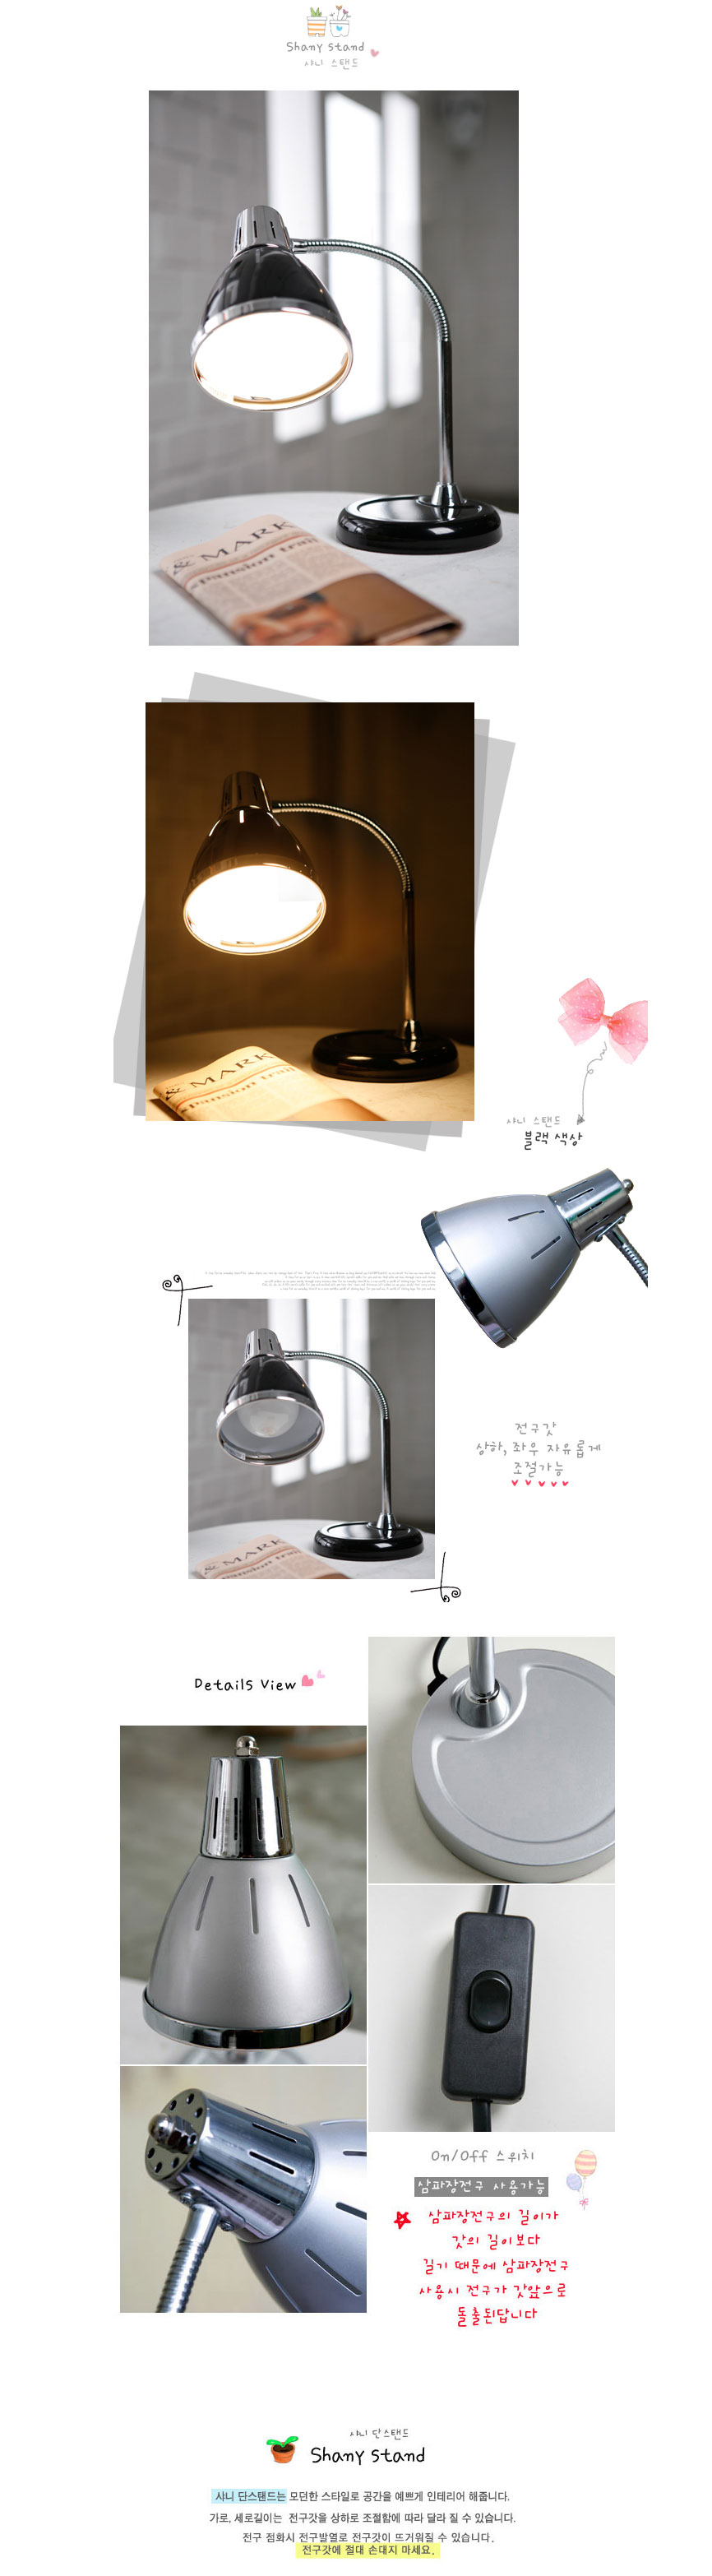 Shany Stand
샤니 스탠드
& MARK
pansion trail
MARK
샤니 스탠드
블랙 색상
전구갓
상하, 좌우 자유롭게
조절가능
MARK
pansion trail
Details View
On/Off 스위치
삼파장전구 사용가능
삼파장전구의 길이가
갓의 길이보다
길기 때문에 삼파장전구
사용시 전구가 갓앞으로
돌출된답니다
샤니 단스탠드
Shany Stand
샤니 단스탠드는 모던한 스타일로 공간을 예쁘게 인테리어 해줍니다.
가로, 세로길이는 전구갓을 상하로 조절함에 따라 달라 질 수 있습니다.
전구 점화시 전구발열로 전구갓이 뜨거워질 수 있습니다.
전구갓에 절대 손대지 마세요.